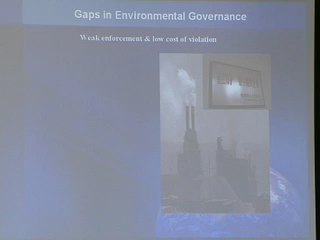 Gaps in Environmental Governance
Weak enforcement & low cost of violation